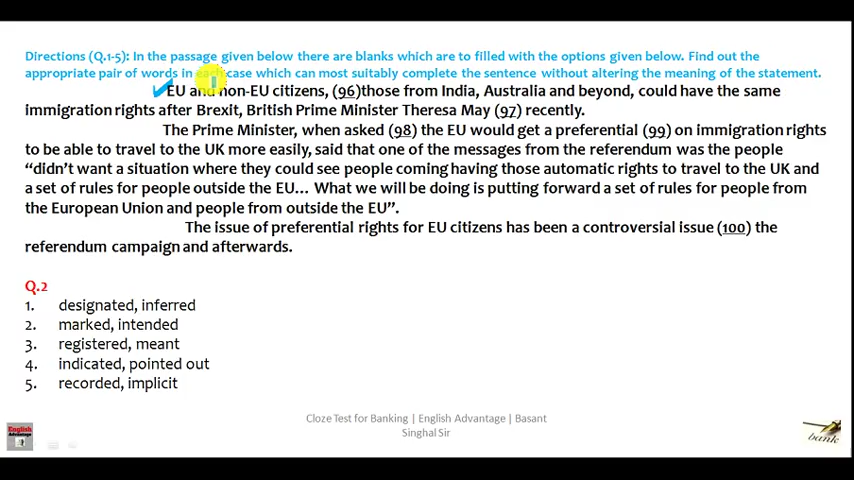 Directions (Q.1-5): In the passage given below there are blanks which are to filled with the options given below. Find out the
appropriate pair of words in each case which can most suitably complete the sentence without altering the meaning of the statement.
EU and non-EU citizens, (96)those from India, Australia and beyond, could have the same
immigration rights after Brexit, British Prime Minister Theresa May (97) recently.
The Prime Minister, when asked (98) the EU would get a preferential (99) on immigration rights
to be able to travel to the UK more easily, said that one of the messages from the referendum was the people
“didn’t want a situation where they could see people coming having those automatic rights to travel to the UK and
a set of rules for people outside the EU... What we will be doing is putting forward a set of rules for people from
the European Union and people from outside the EU”.
The issue of preferential rights for EU citizens has been a controversial issue (100) the
referendum campaign and afterwards.
Q.2
1. designated, inferred
2. marked, intended
3. registered, meant
4. indicated, pointed out
5. recorded, implicit
Cloze Test for Banking | English Advantage | Basant
Singhal Sir
English
Advantage
bank